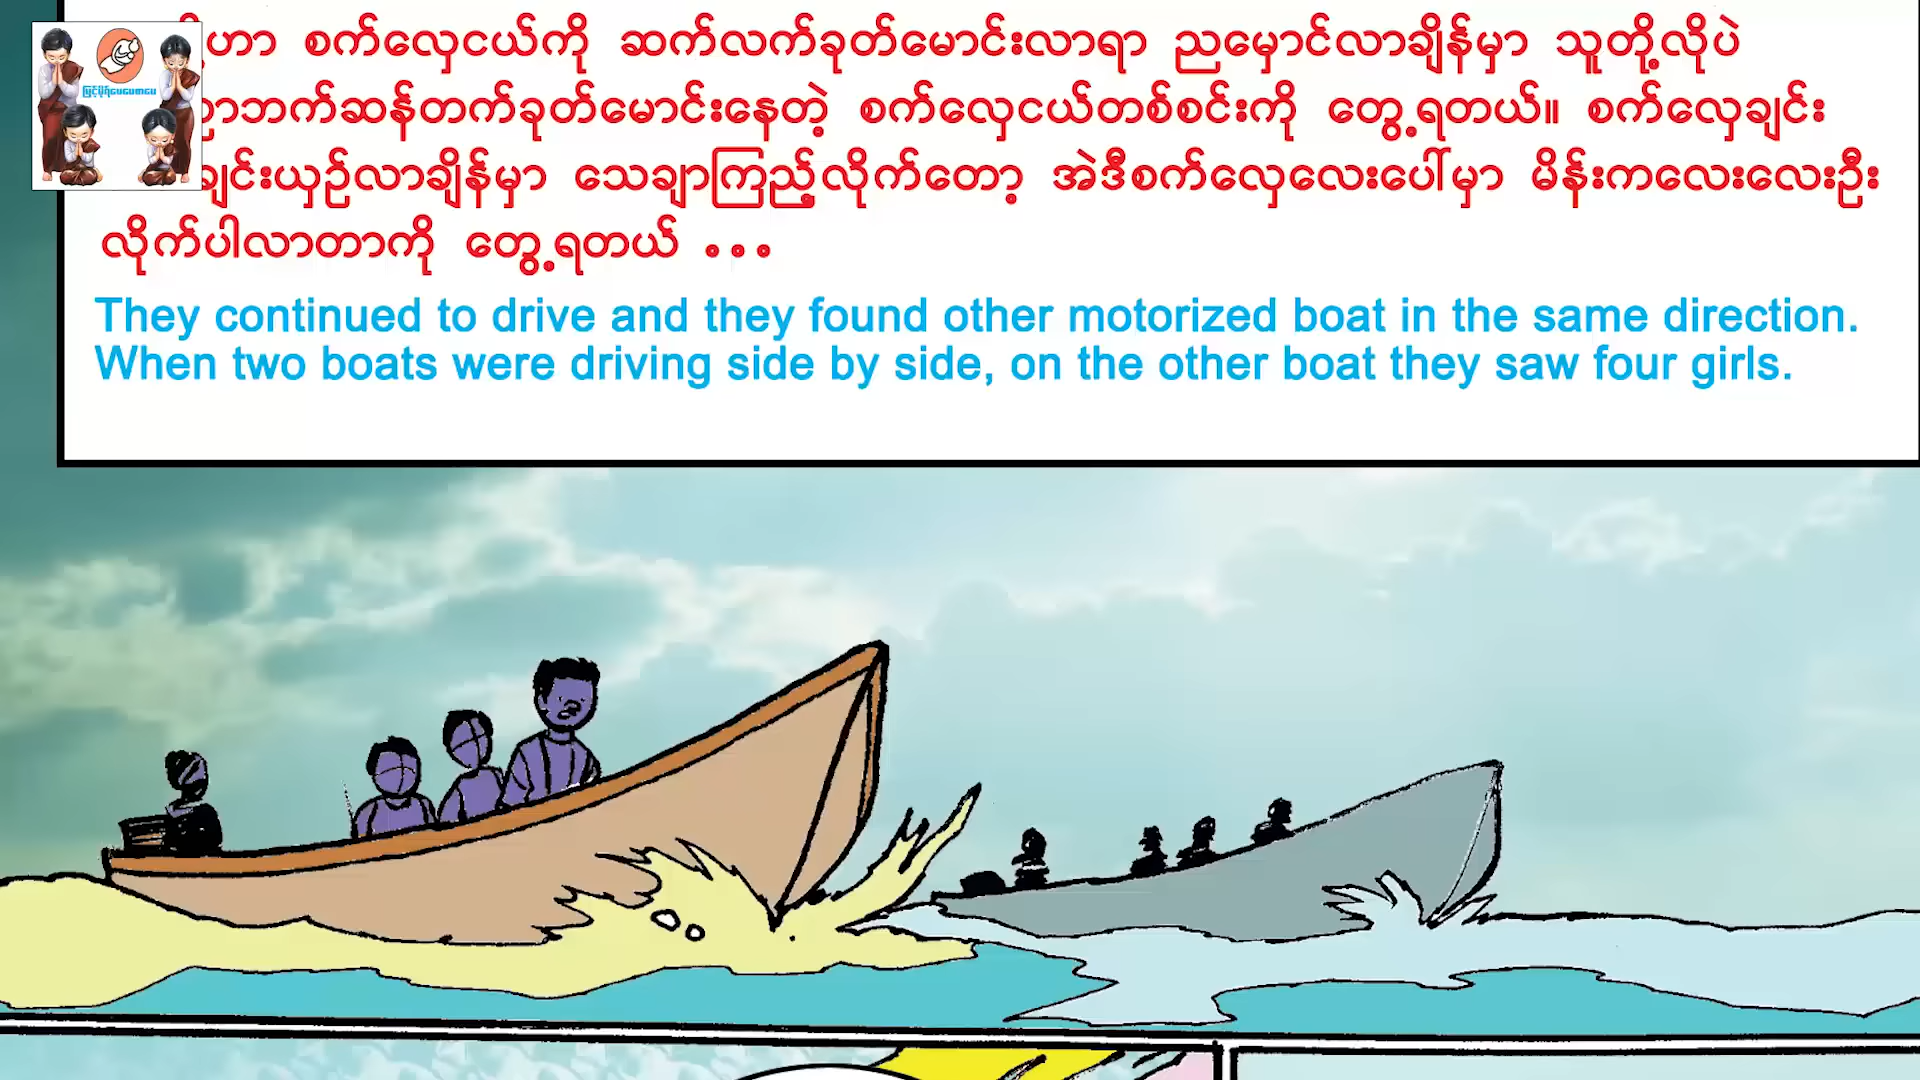 ဟာ စက်လှေငယ်ကို ဆက်လက်ခုတ်မောင်းလာရာ ညမှောင်လာချိန်မှာ သူတို့လိုပဲ
ဘက်ဆန်တက်ခုတ်မောင်းနေတဲ့ စက်လှေငယ်တစ်စင်းကို တွေ့ရတယ်။ စက်လှေချင်း
ချင်းယှဉ်လာချိန်မှာ သေချာကြည့်လိုက်တော့ အဲဒီစက်လှေလေးပေါ်မှာ မိန်းကလေးလေးဦး
လိုက်ပါလာတာကို တွေ့ရတယ် ...
They continued to drive and they found other motorized boat in the same direction.
When two boats were driving side by side, on the other boat they saw four girls.